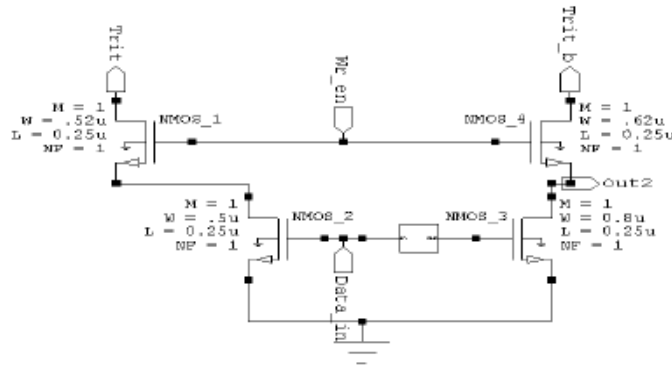 Trit
Wr_en
Trit_b
M = 1
W = .52u
L = 0.25u
NF = 1
NMOS_1
NMOS_4
M = 1
W = .62u
L = 0.25u
NF = 1
Out2
M = 1
W = .5u
L = 0.25u
NF = 1
NMOS_2
NMOS_3
M = 1
W = 0.8u
L = 0.25u
NF = 1
Data_in